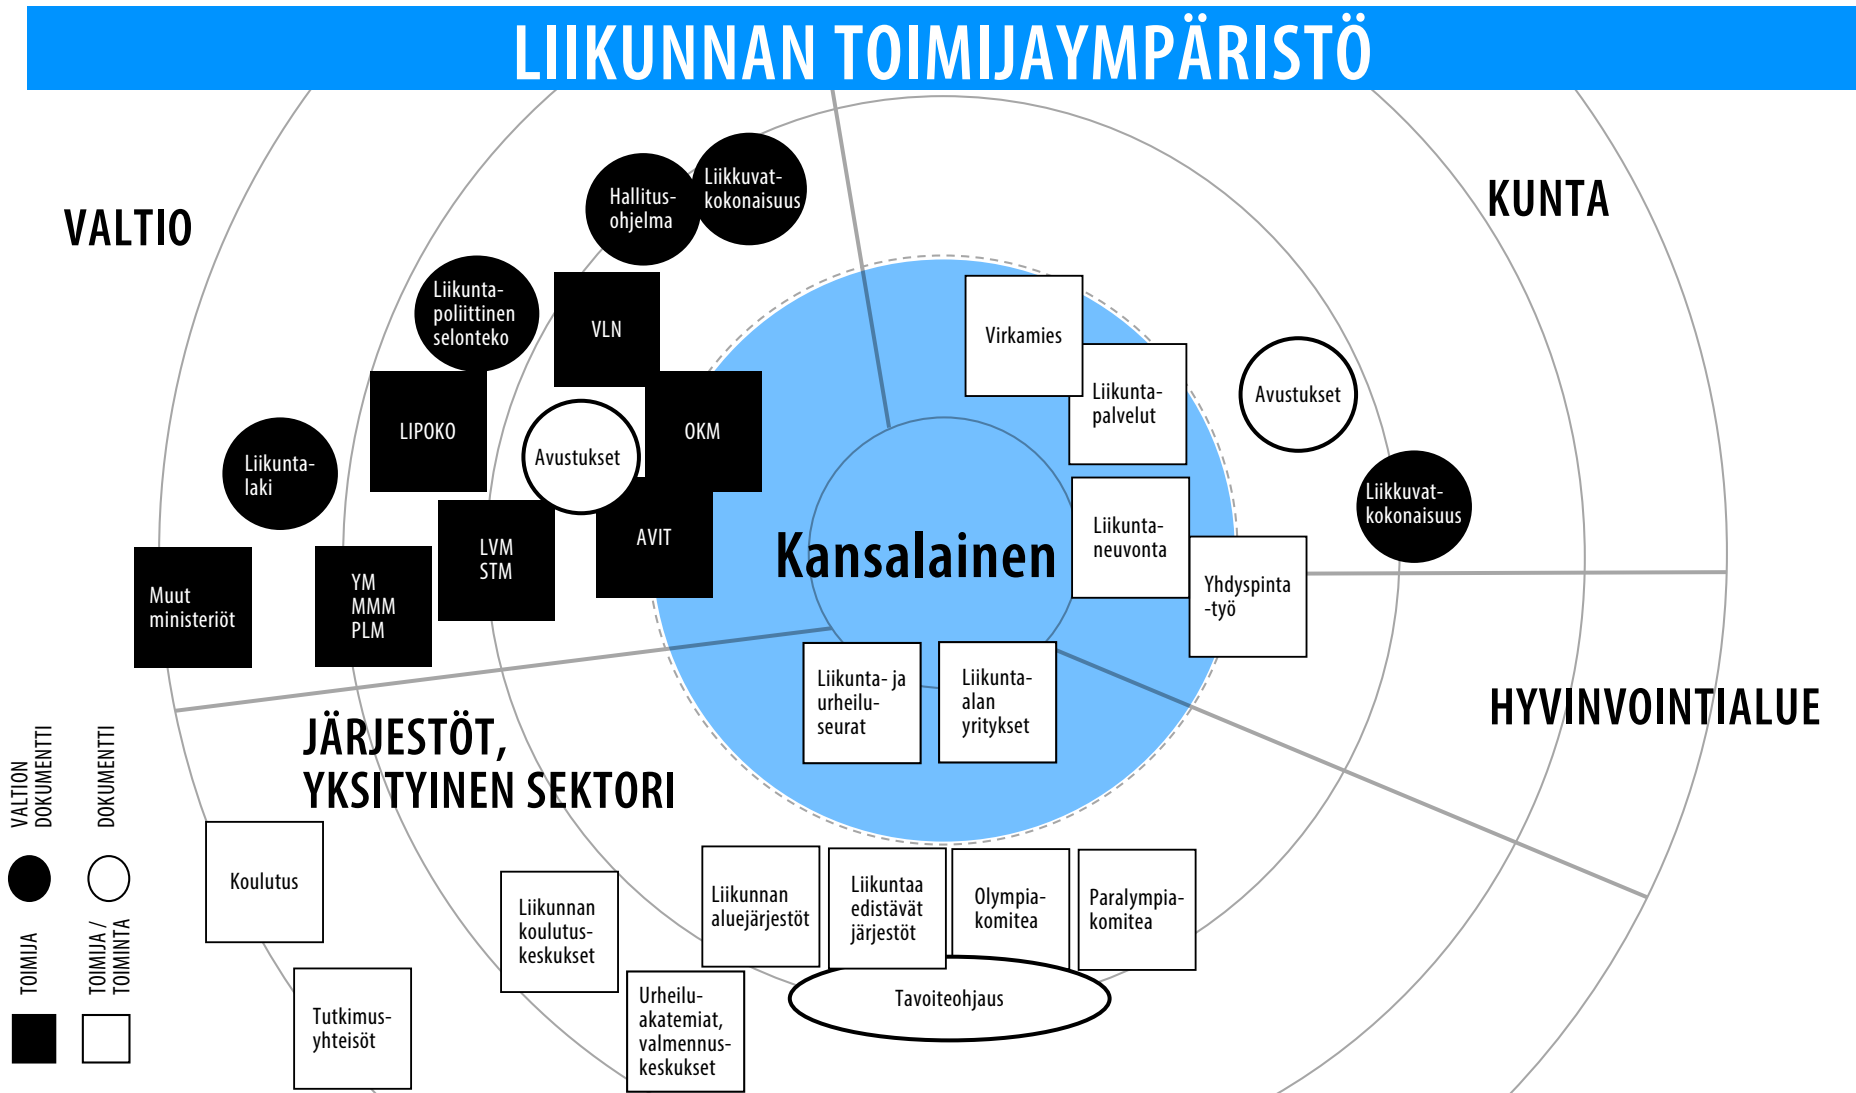 LIIKUNNAN TOIMIJAYMPÄRISTÖ
VALTIO
KUNTA
HYVINVOINTIALUE
JÄRJESTÖT,
YKSITYINEN SEKTORI
Kansalainen
Liikkuvat-
kokonaisuus
Hallitus-
ohjelma
Liikunta-
poliittinen
selonteko
VLN
LIPOKO
OKM
Avustukset
Liikunta-
laki
AVIT
LVM
STM
YM
MMM
PLM
Muut
ministeriöt
Virkamies
Liikunta-
palvelut
Avustukset
Liikkuvat-
kokonaisuus
Liikunta-
neuvonta
Yhdyspinta
-työ
Liikunta- ja
urheilu-
seurat
Liikunta-
alan
yritykset
Koulutus
Tutkimus-
yhteisöt
Liikunnan
koulutus-
keskukset
Urheilu-
akatemiat,
valmennus-
keskukset
Liikunnan
aluejärjestöt
Liikuntaa
edistävät
järjestöt
Olympia-
komitea
Paralympia-
komitea
Tavoiteohjaus
VALTION
DOKUMENTTI
DOKUMENTTI
TOIMIJA
TOIMIJA /
TOIMINTA